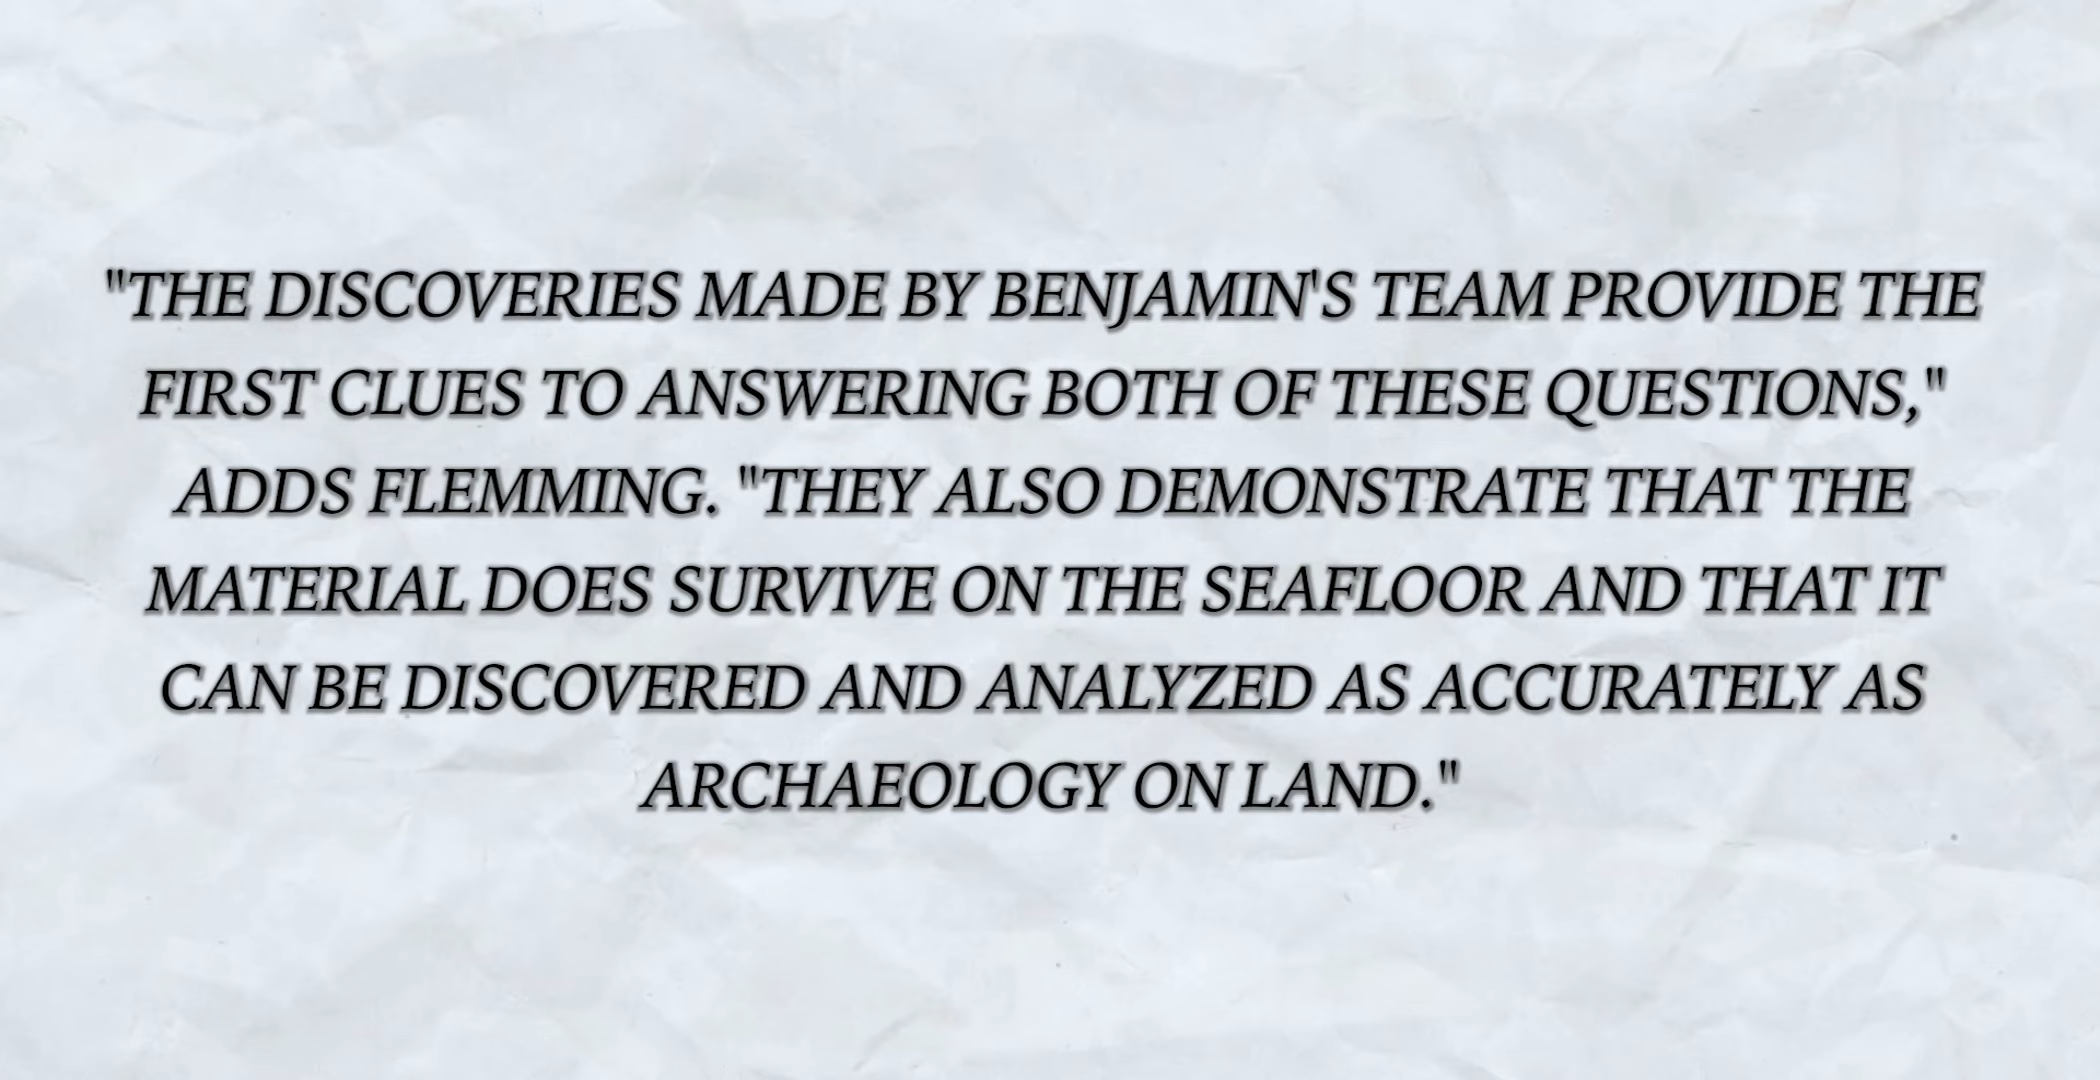 "THE DISCOVERIES MADE BY BENJAMIN'S TEAM PROVIDE THE
FIRST CLUES TO ANSWERING BOTH OF THESE QUESTIONS,"
ADDS FLEMMING. "THEY ALSO DEMONSTRATE THAT THE
MATERIAL DOES SURVIVE ON THE SEAFLOOR AND THAT IT
CAN BE DISCOVERED AND ANALYZED AS ACCURATELY AS
ARCHAEOLOGY ON LAND."